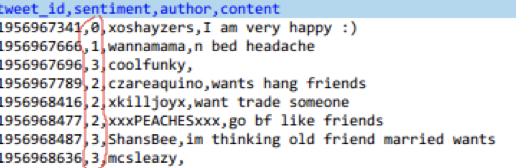 tweet_id,sentiment,author,content
1956967341,0,xoshayzers,I am very happy :)
1956967666,1,wannamama,n bed headache
1956967696,3,coolfunky,
1956967789,2,czareaquino,wants hang friends
1956968416,2,xkilljoyx,want trade someone
1956968477,2,xxxPEACHESxxx,go bf like friends
1956968487,3,ShansBee,im thinking old friend married wants
1956968636,3,mcsleazy,